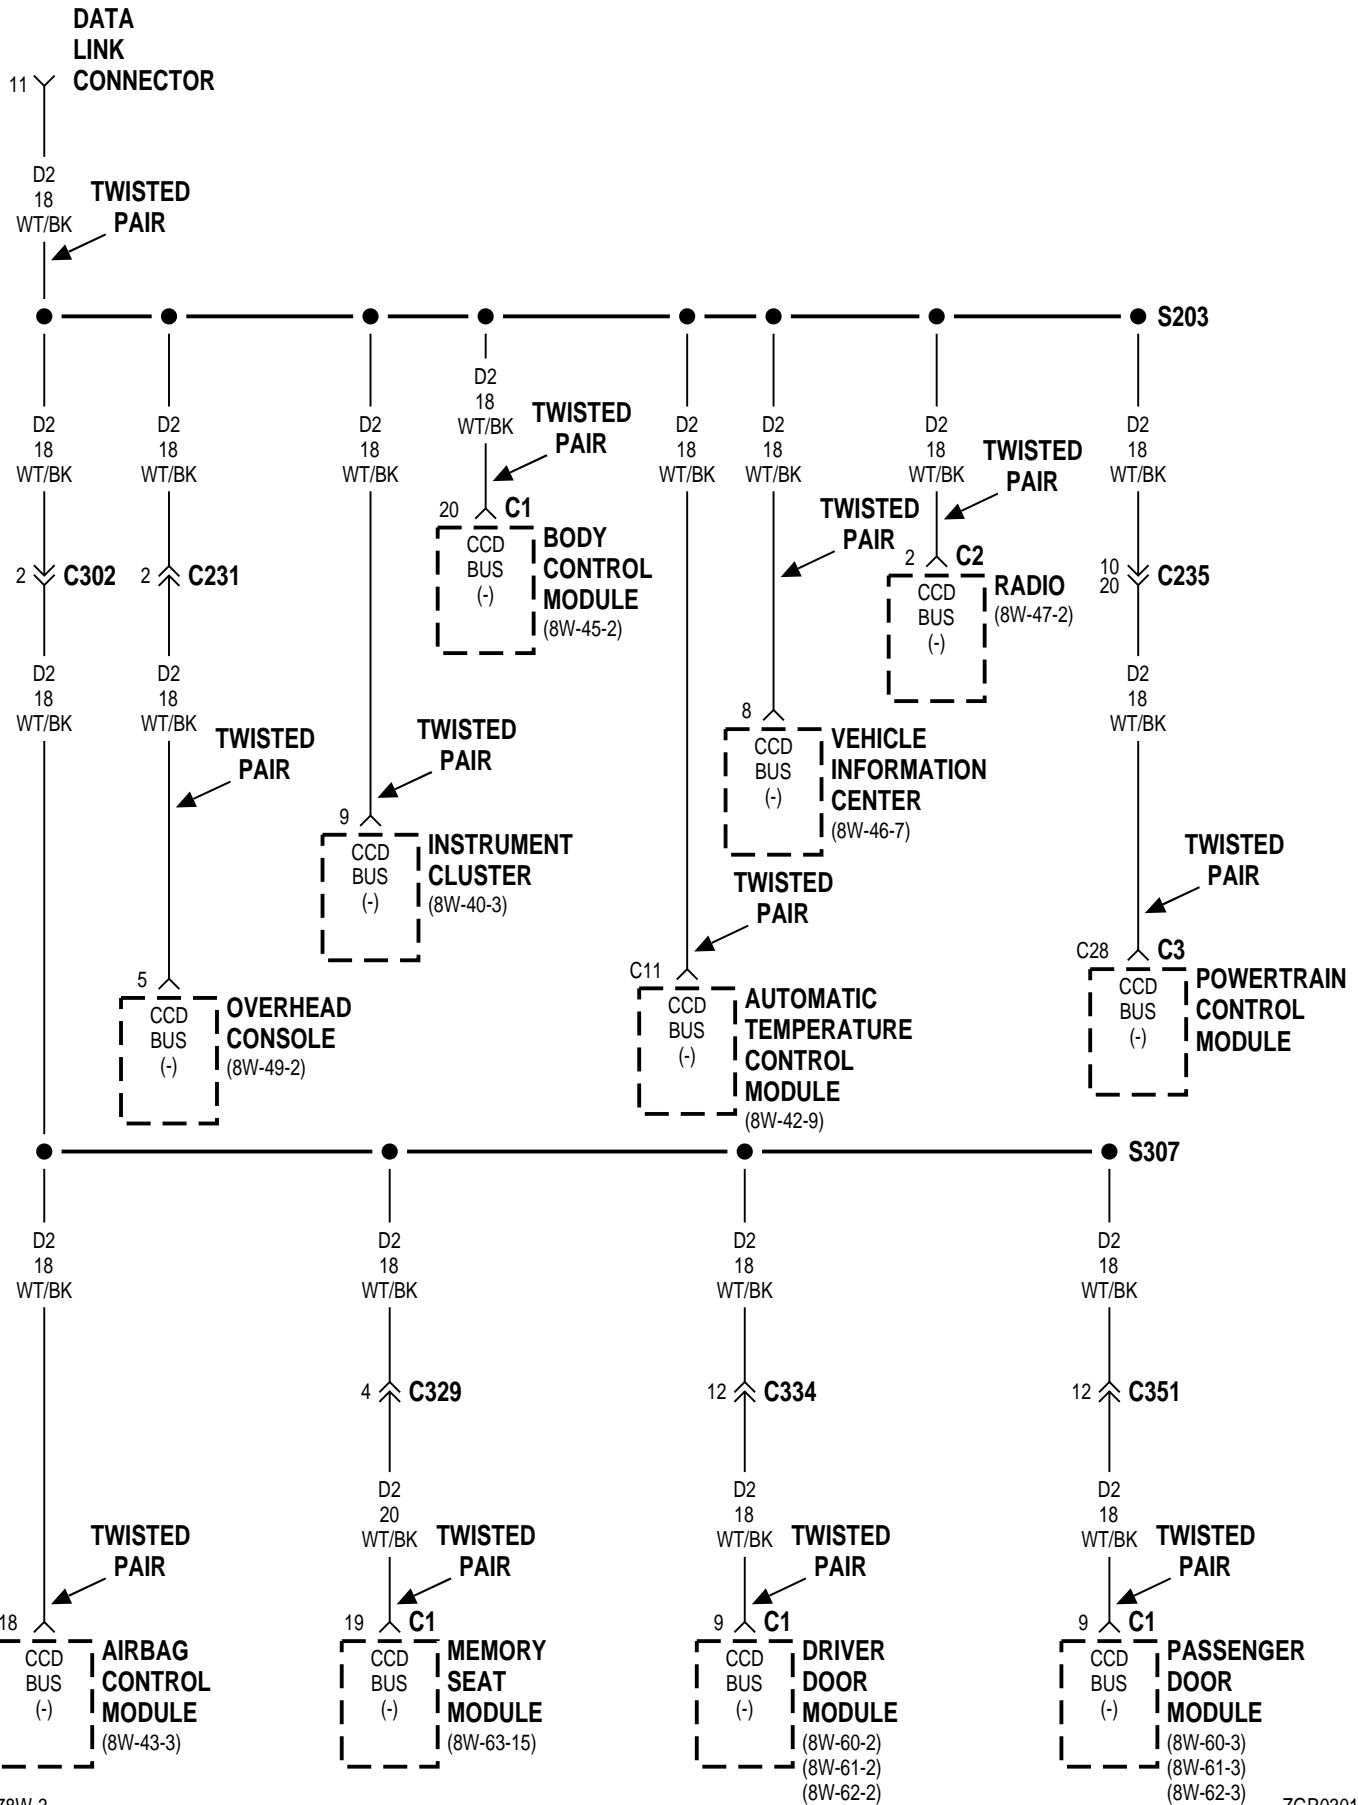 DATA
LINK
CONNECTOR
11
D2
18
WT/BK
TWISTED
PAIR
S203
D2
18
WT/BK
D2
18
WT/BK
D2
18
WT/BK
D2
18
WT/BK
TWISTED
PAIR
D2
18
WT/BK
D2
18
WT/BK
D2
18
WT/BK
TWISTED
PAIR
D2
18
WT/BK
2 C302
2 C231
20 C1
CCD
BUS
(-)
BODY
CONTROL
MODULE
(8W-45-2)
TWISTED
PAIR
2 C2
CCD
BUS
(-)
RADIO
(8W-47-2)
10
20
C235
D2
18
WT/BK
D2
18
WT/BK
TWISTED
PAIR
TWISTED
PAIR
8
CCD
BUS
(-)
VEHICLE
INFORMATION
CENTER
(8W-46-7)
D2
18
WT/BK
9
CCD
BUS
(-)
INSTRUMENT
CLUSTER
(8W-40-3)
TWISTED
PAIR
TWISTED
PAIR
5
CCD
BUS
(-)
OVERHEAD
CONSOLE
(8W-49-2)
C11
CCD
BUS
(-)
AUTOMATIC
TEMPERATURE
CONTROL
MODULE
(8W-42-9)
C28 C3
CCD
BUS
(-)
POWERTRAIN
CONTROL
MODULE
S307
D2
18
WT/BK
D2
18
WT/BK
D2
18
WT/BK
D2
18
WT/BK
4 C329
12 C334
12 C351
D2
20
WT/BK
D2
18
WT/BK
D2
18
WT/BK
TWISTED
PAIR
TWISTED
PAIR
TWISTED
PAIR
TWISTED
PAIR
18
CCD
BUS
(-)
AIRBAG
CONTROL
MODULE
(8W-43-3)
19 C1
CCD
BUS
(-)
MEMORY
SEAT
MODULE
(8W-63-15)
9 C1
CCD
BUS
(-)
DRIVER
DOOR
MODULE
(8W-60-2)
(8W-61-2)
(8W-62-2)
9 C1
CCD
BUS
(-)
PASSENGER
DOOR
MODULE
(8W-60-3)
(8W-61-3)
(8W-62-3)